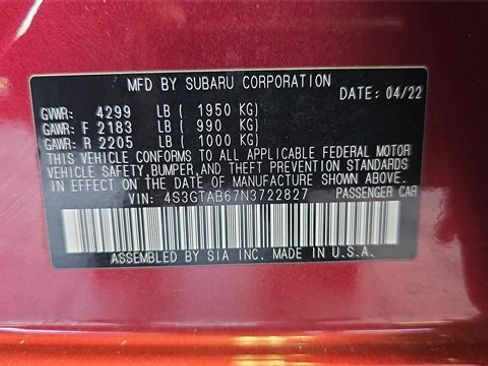 MFD BY SUBARU CORPORATION
DATE: 04/22
GVWR: 4299 LB ( 1950 KG)
GAWR: F 2183 LB ( 990 KG)
GAWR: R 2205 LB ( 1000 KG)
THIS VEHICLE CONFORMS TO ALL APPLICABLE FEDERAL MOTOR
VEHICLE SAFETY, BUMPER, AND THEFT PREVENTION STANDARDS
IN EFFECT ON THE DATE OF MANUFACTURE SHOWN ABOVE.
VIN: 4S3GTAB67N3722827 PASSENGER CAR
ASSEMBLED BY SIA INC. MADE IN U.S.A.